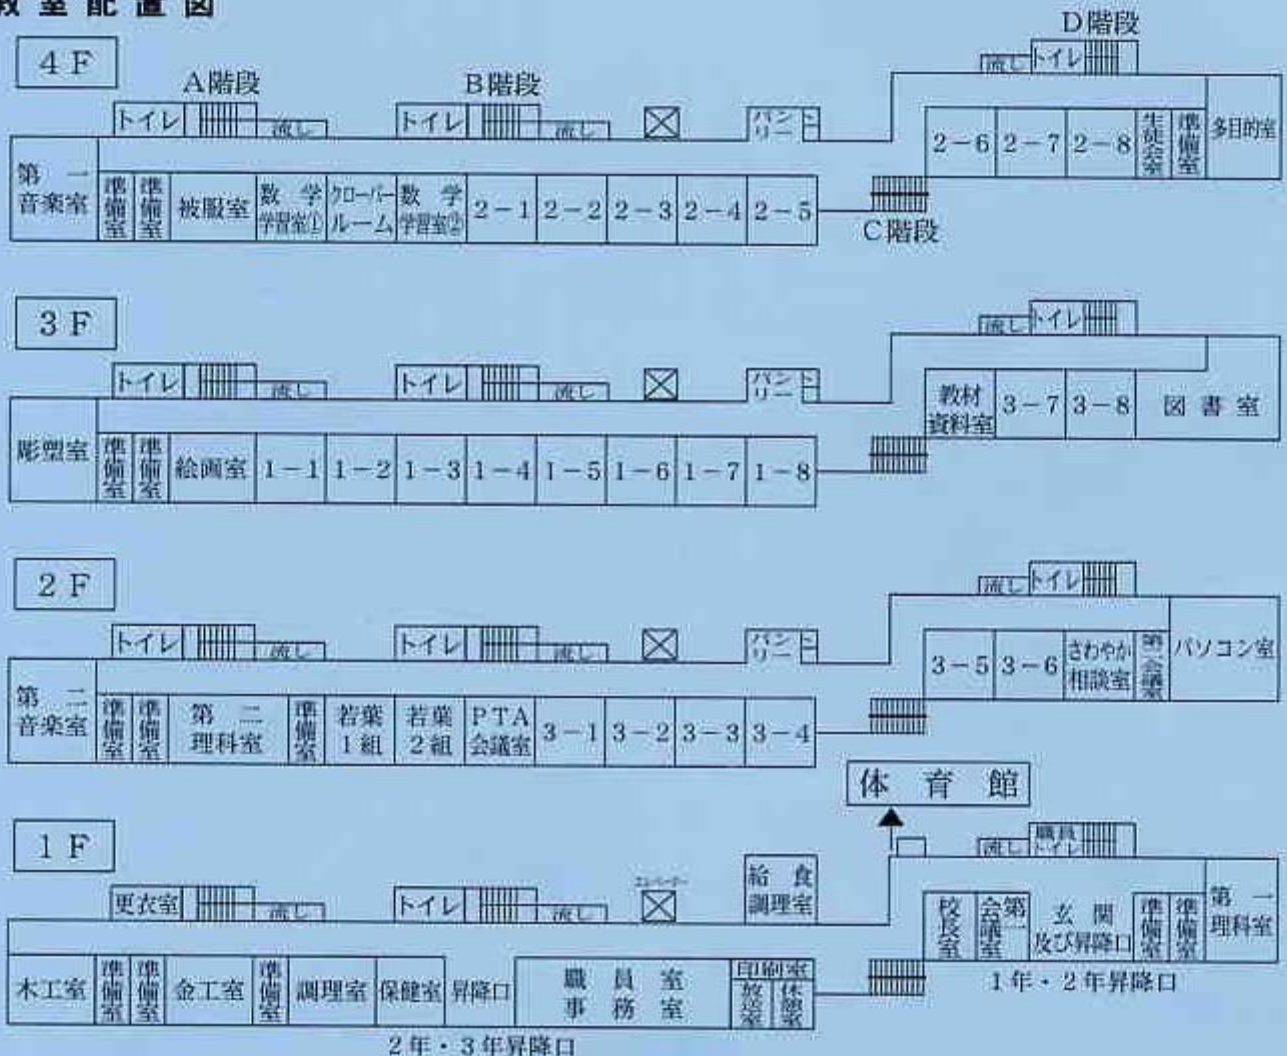 教室配置図
D階段
4F
流し トイレ
A階段 B階段
トイレ 流し トイレ 流し パントリー
2-6 2-7 2-8 生徒会室 準備室 多目的室
第一音楽室 準備室 準備室 被服室 数学学習室① クローバールーム 数学学習室② 2-1 2-2 2-3 2-4 2-5
C階段
3F
流し トイレ
トイレ 流し トイレ 流し パントリー
教材資料室 3-7 3-8 図書室
彫塑室 準備室 準備室 絵画室 1-1 1-2 1-3 1-4 1-5 1-6 1-7 1-8
2F
流し トイレ
トイレ 流し トイレ 流し パントリー
3-5 3-6 さわやか相談室 第二会議室 パソコン室
第二音楽室 準備室 準備室 第二理科室 準備室 若葉1組 若葉2組 PTA会議室 3-1 3-2 3-3 3-4
体育館
1F
流し 職員トイレ
更衣室 流し トイレ 流し エレベーター 給食調理室
校長室 第一会議室 玄関及び昇降口 準備室 準備室 第一理科室
1年・2年昇降口
木工室 準備室 準備室 金工室 準備室 調理室 保健室 昇降口 職員室事務室 印刷室 放送室 休憩室
2年・3年昇降口